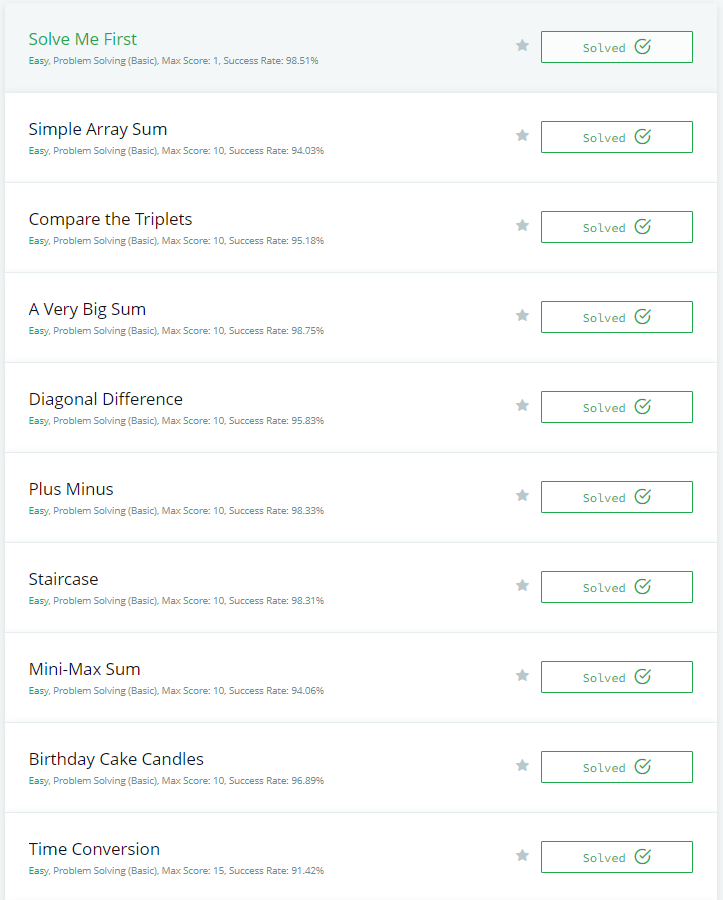 Solve Me First
Easy, Problem Solving (Basic), Max Score: 1, Success Rate: 98.51%
Solved
Simple Array Sum
Easy, Problem Solving (Basic), Max Score: 10, Success Rate: 94.03%
Solved
Compare the Triplets
Easy, Problem Solving (Basic), Max Score: 10, Success Rate: 95.18%
Solved
A Very Big Sum
Easy, Problem Solving (Basic), Max Score: 10, Success Rate: 98.75%
Solved
Diagonal Difference
Easy, Problem Solving (Basic), Max Score: 10, Success Rate: 95.83%
Solved
Plus Minus
Easy, Problem Solving (Basic), Max Score: 10, Success Rate: 98.33%
Solved
Staircase
Easy, Problem Solving (Basic), Max Score: 10, Success Rate: 98.31%
Solved
Mini-Max Sum
Easy, Problem Solving (Basic), Max Score: 10, Success Rate: 94.06%
Solved
Birthday Cake Candles
Easy, Problem Solving (Basic), Max Score: 10, Success Rate: 96.89%
Solved
Time Conversion
Easy, Problem Solving (Basic), Max Score: 15, Success Rate: 91.42%
Solved